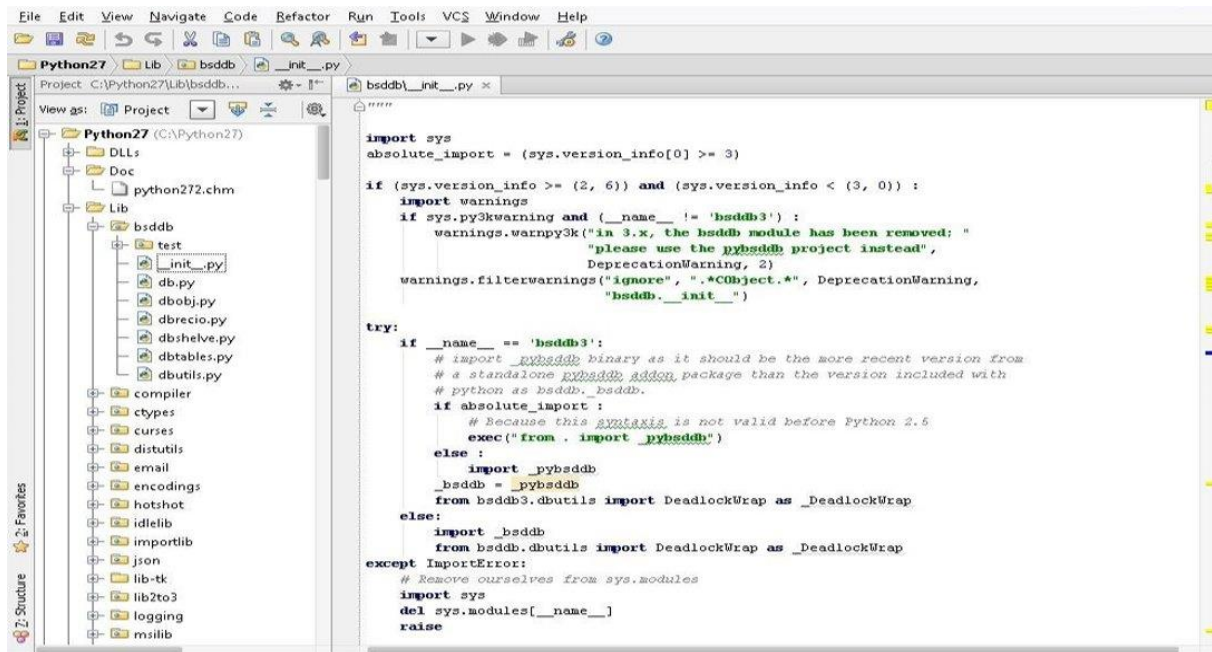 File Edit View Navigate Code Refactor Run Tools VCS Window Help
Python27 Lib bsddb __init__.py
1: Project
2: Favorites
Z: Structure
Project C:\Python27\Lib\bsddb...
View as: Project
Python27 (C:\Python27)
DLLs
Doc
python272.chm
Lib
bsddb
test
__init__.py
db.py
dbobj.py
dbrecio.py
dbshelve.py
dbtables.py
dbutils.py
compiler
ctypes
curses
distutils
email
encodings
hotshot
idlelib
importlib
json
lib-tk
lib2to3
logging
msilib
bsddb\__init__.py
"""
import sys
absolute_import = (sys.version_info[0] >= 3)
if (sys.version_info >= (2, 6)) and (sys.version_info < (3, 0)) :
import warnings
if sys.py3kwarning and (__name__ != 'bsddb3') :
warnings.warnpy3k("in 3.x, the bsddb module has been removed; "
"please use the pybsddb project instead",
DeprecationWarning, 2)
warnings.filterwarnings("ignore", ".*CObject.*", DeprecationWarning,
"bsddb.__init__")
try:
if __name__ == 'bsddb3':
# import _pybsddb binary as it should be the more recent version from
# a standalone pybsddb addon package than the version included with
# python as bsddb._bsddb.
if absolute_import :
# Because this syntaxis is not valid before Python 2.5
exec("from . import _pybsddb")
else :
import _pybsddb
_bsddb = _pybsddb
from bsddb3.dbutils import DeadlockWrap as _DeadlockWrap
else:
import _bsddb
from bsddb.dbutils import DeadlockWrap as _DeadlockWrap
except ImportError:
# Remove ourselves from sys.modules
import sys
del sys.modules[__name__]
raise